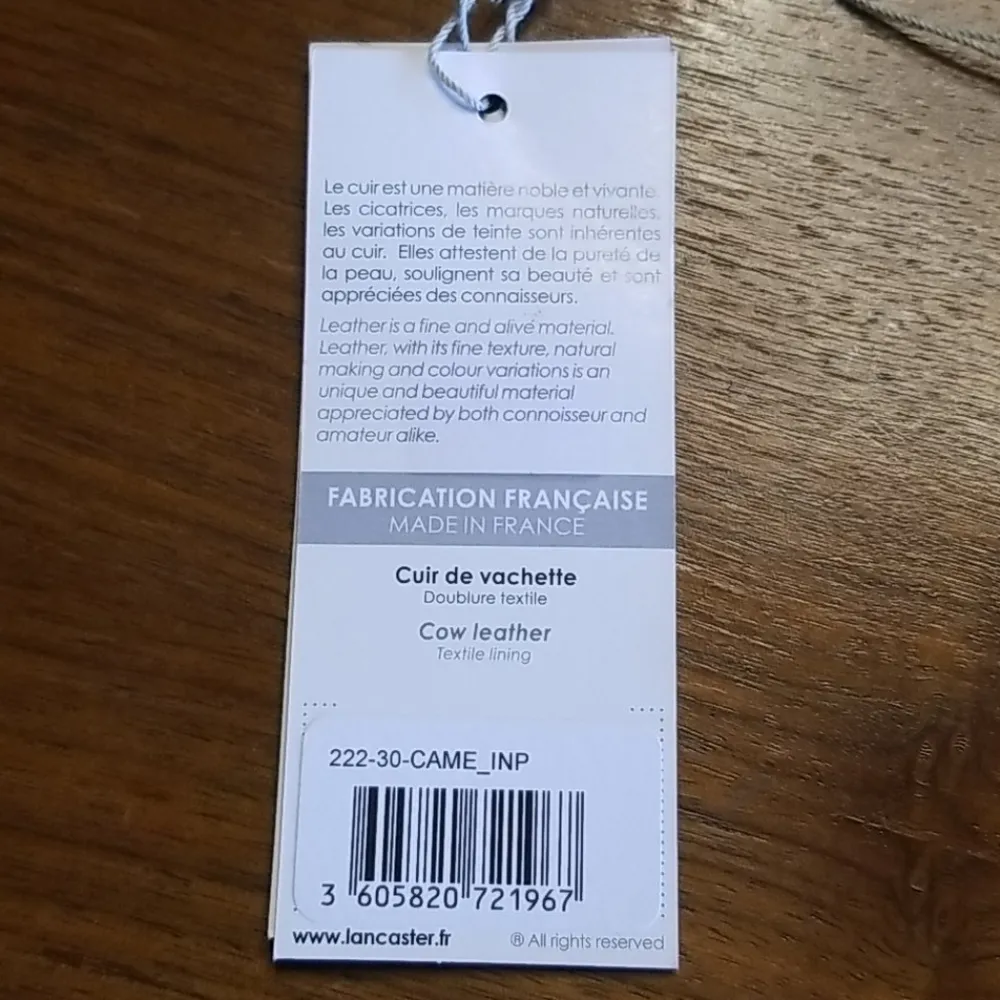 Le cuir est une matière noble et vivante.
Les cicatrices, les marques naturelles,
les variations de teinte sont inhérentes
au cuir. Elles attestent de la pureté de
la peau, soulignent sa beauté et sont
appréciées des connaisseurs.
Leather is a fine and alive material.
Leather, with its fine texture, natural
making and colour variations is an
unique and beautiful material
appreciated by both connoisseur and
amateur alike.
FABRICATION FRANÇAISE
MADE IN FRANCE
Cuir de vachette
Doublure textile
Cow leather
Textile lining
222-30-CAME_INP
3 605820 721967
www.lancaster.fr ® All rights reserved